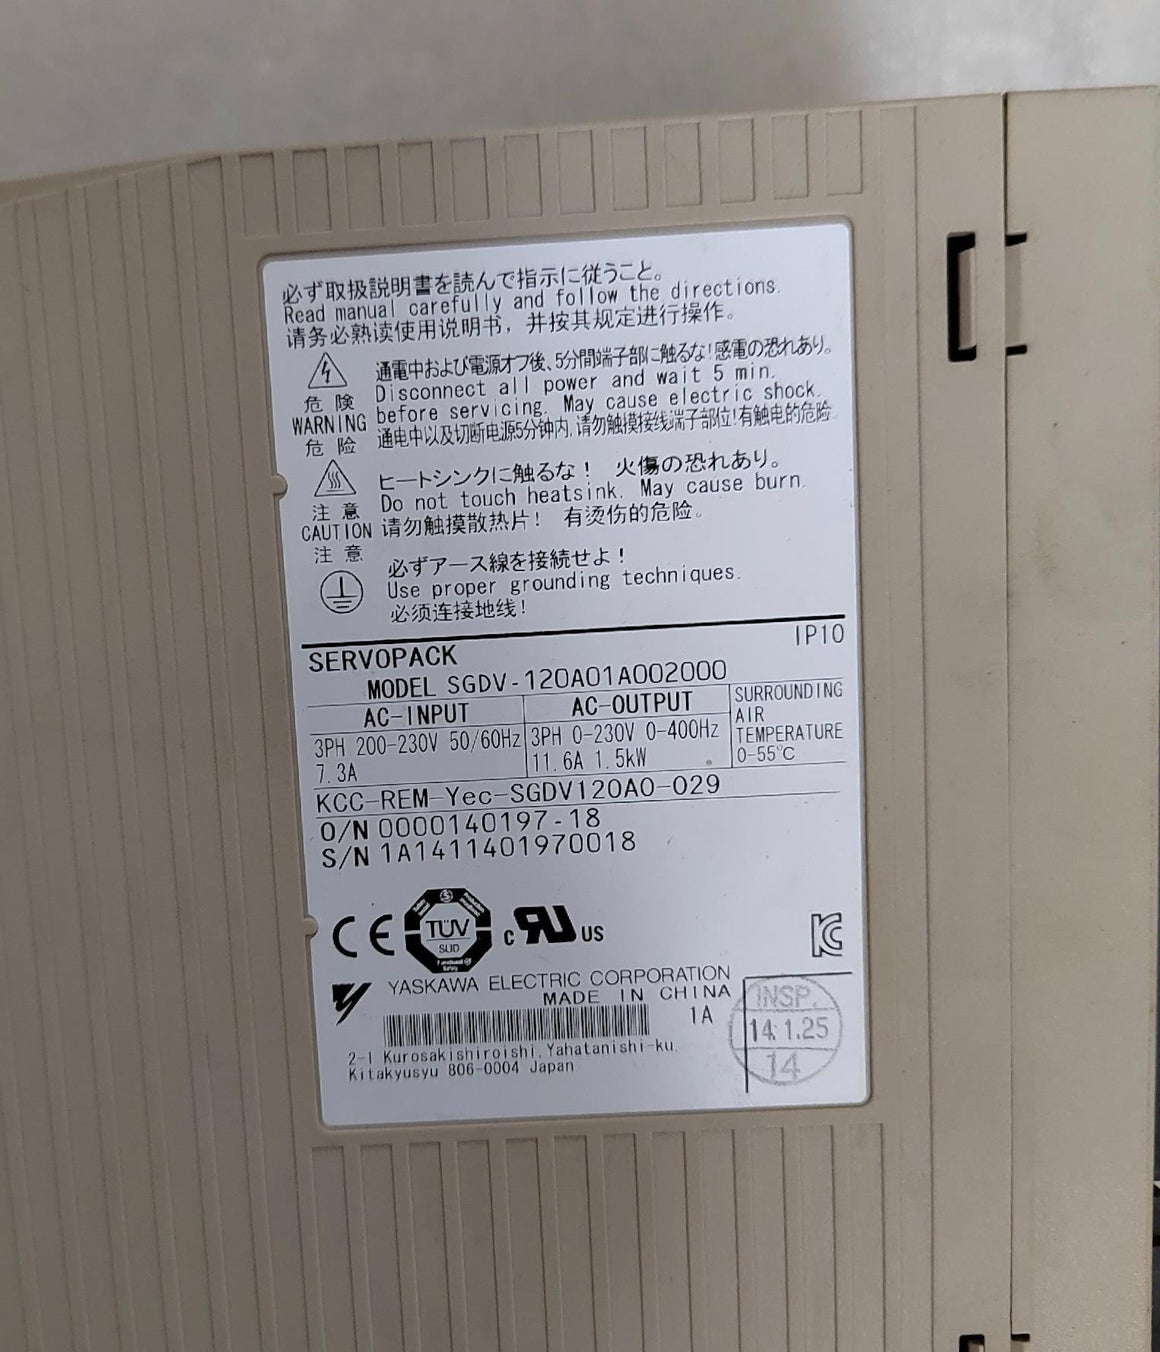 必ず取扱説明書を読んで指示に従うこと。
Read manual carefully and follow the directions.
请务必熟读使用说明书，并按其规定进行操作。
危 険
WARNING
危 险
通電中および電源オフ後、5分間端子部に触るな！感電の恐れあり。
Disconnect all power and wait 5 min.
before servicing. May cause electric shock.
通电中以及切断电源5分钟内,请勿触摸接线端子部位!有触电的危险
注 意
CAUTION
注 意
ヒートシンクに触るな！ 火傷の恐れあり。
Do not touch heatsink. May cause burn.
请勿触摸散热片！ 有烫伤的危险。
必ずアース線を接続せよ！
Use proper grounding techniques.
必须连接地线！
IP10
SERVOPACK
MODEL SGDV-120A01A002000
AC-INPUT
3PH 200-230V 50/60Hz
7.3A
AC-OUTPUT
3PH 0-230V 0-400Hz
11.6A 1.5kW
SURROUNDING
AIR
TEMPERATURE
0-55℃
KCC-REM-Yec-SGDV120A0-029
O/N 0000140197-18
S/N 1A1411401970018
CE
TÜV
SÜD
Functional
Safety
c RU US
KC
YASKAWA ELECTRIC CORPORATION
MADE IN CHINA
1A
2-1 Kurosakishiroishi, Yahatanishi-ku,
Kitakyusyu 806-0004 Japan
INSP.
14.1.25
14